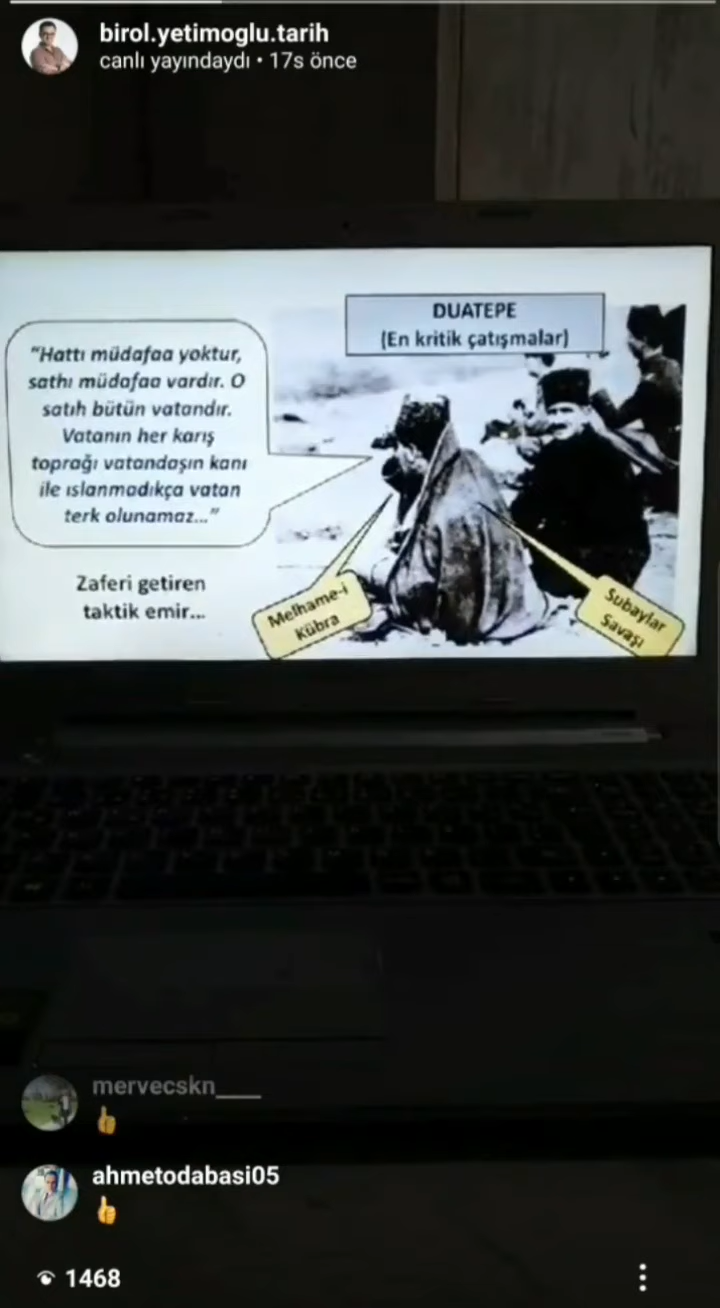 birol.yetimoglu.tarih
canlı yayındaydı • 17s önce
DUATEPE
(En kritik çatışmalar)
"Hattı müdafaa yoktur,
sathı müdafaa vardır. O
satıh bütün vatandır.
Vatanın her karış
toprağı vatandaşın kanı
ile ıslanmadıkça vatan
terk olunamaz..."
Zaferi getiren
taktik emir...
Melhame-i
Kübra
Subaylar
Savaşı
mervecskn____
ahmetodabasi05
1468